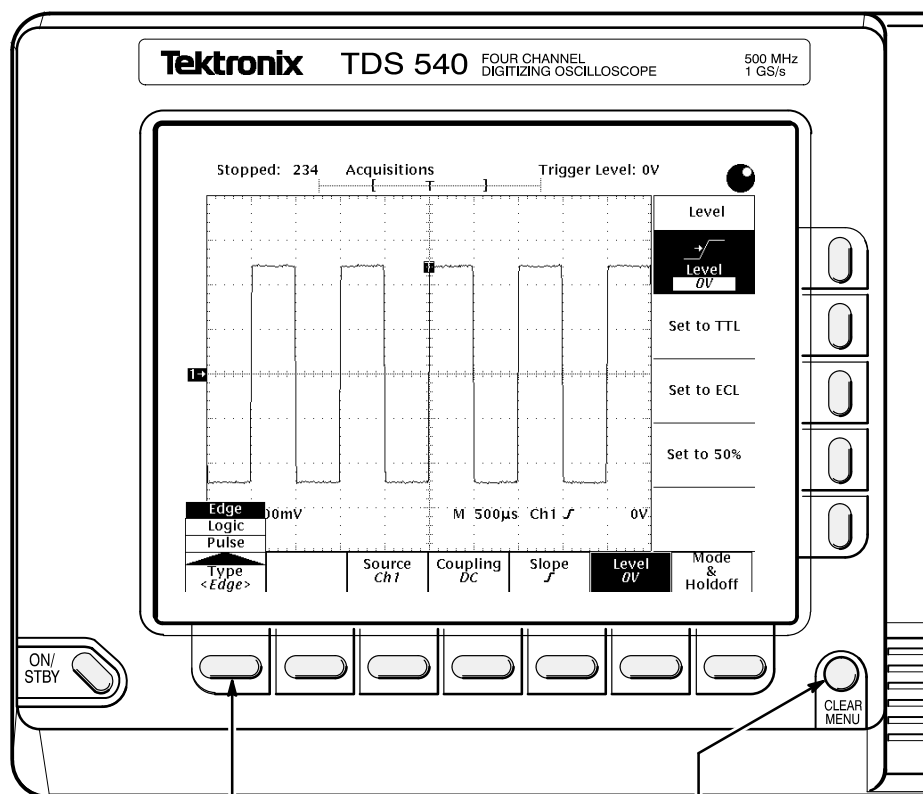 Tektronix TDS 540 FOUR CHANNEL DIGITIZING OSCILLOSCOPE 500 MHz 1 GS/s
Stopped: 234 Acquisitions Trigger Level: 0V
[ T ]
Level
Level
0V
T
Set to TTL
1→
Set to ECL
Set to 50%
Edge
00mV M 500µs Ch1 0V
Logic
Pulse
Type
<Edge>
Source
Ch1
Coupling
DC
Slope
Level
0V
Mode
&
Holdoff
ON/
STBY
CLEAR
MENU